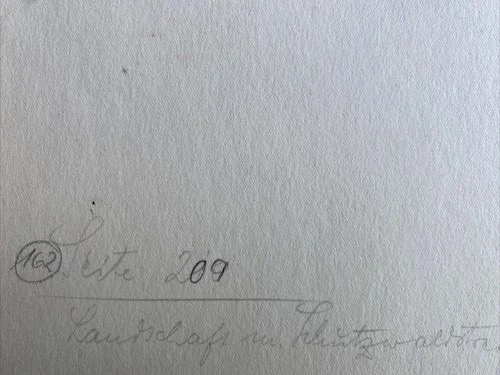 162 Seite 209
Landschaft m.